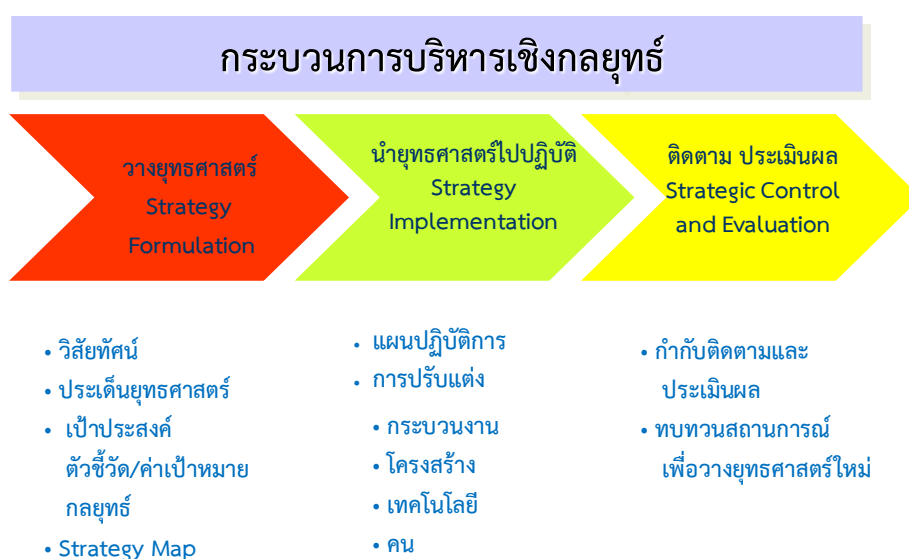 กระบวนการบริหารเชิงกลยุทธ์
วางยุทธศาสตร์
Strategy
Formulation
นำยุทธศาสตร์ไปปฏิบัติ
Strategy
Implementation
ติดตาม ประเมินผล
Strategic Control
and Evaluation
• วิสัยทัศน์
• ประเด็นยุทธศาสตร์
• เป้าประสงค์
ตัวชี้วัด/ค่าเป้าหมาย
กลยุทธ์
• Strategy Map
• แผนปฏิบัติการ
• การปรับแต่ง
• กระบวนงาน
• โครงสร้าง
• เทคโนโลยี
• คน
• กำกับติดตามและ
ประเมินผล
• ทบทวนสถานการณ์
เพื่อวางยุทธศาสตร์ใหม่